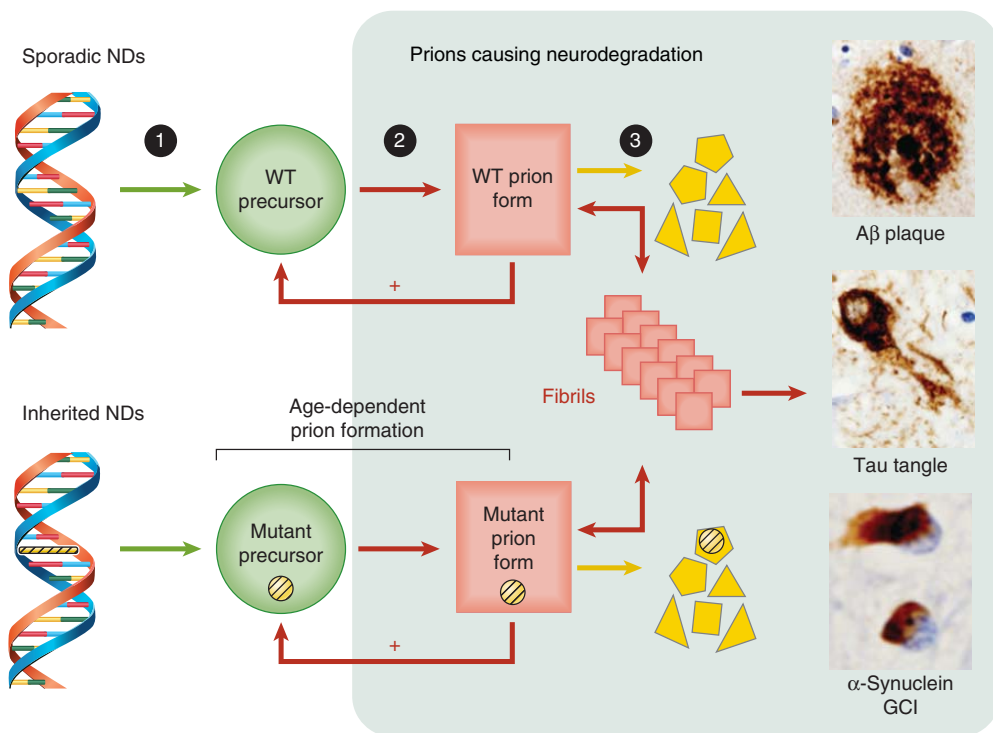 Sporadic NDs
Prions causing neurodegradation
1
2
3
WT
precursor
WT prion
form
+
Aβ plaque
Fibrils
Tau tangle
Inherited NDs
Age-dependent
prion formation
Mutant
precursor
Mutant
prion
form
+
α-Synuclein
GCI